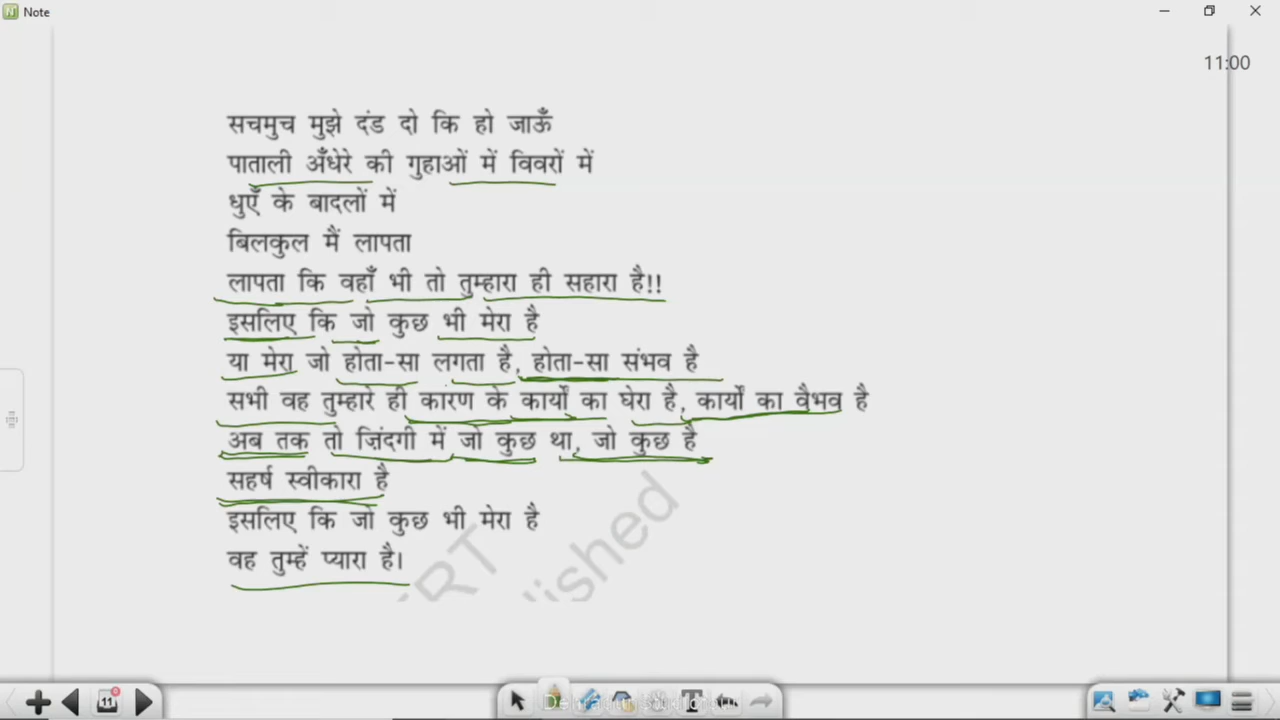 Note
11:00
सचमुच मुझे दंड दो कि हो जाऊँ
पाताली अँधेरे की गुहाओं में विवरों में
धुएँ के बादलों में
बिलकुल मैं लापता
लापता कि वहाँ भी तो तुम्हारा ही सहारा है!!
इसलिए कि जो कुछ भी मेरा है
या मेरा जो होता-सा लगता है, होता-सा संभव है
सभी वह तुम्हारे ही कारण के कार्यों का घेरा है, कार्यों का वैभव है
अब तक तो ज़िंदगी में जो कुछ था, जो कुछ है
सहर्ष स्वीकारा है
इसलिए कि जो कुछ भी मेरा है
वह तुम्हें प्यारा है।
11